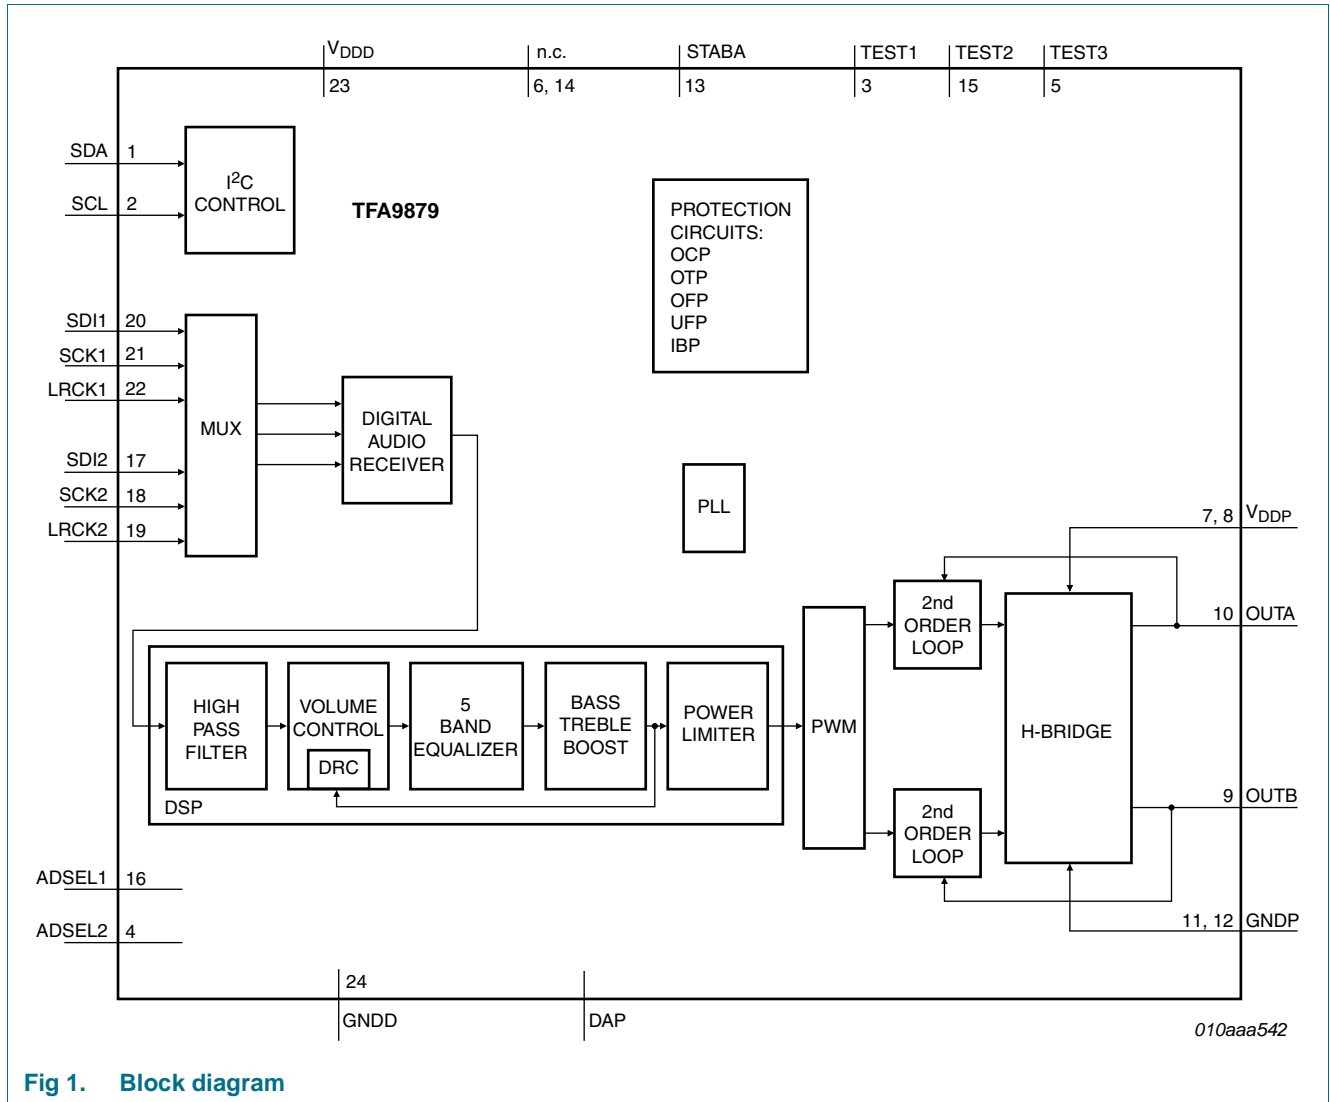 VDDD
n.c.
STABA
TEST1
TEST2
TEST3
23
6, 14
13
3
15
5
SDA
1
SCL
2
I2C
CONTROL
TFA9879
PROTECTION
CIRCUITS:
OCP
OTP
OFP
UFP
IBP
SDI1
20
SCK1
21
LRCK1
22
SDI2
17
SCK2
18
LRCK2
19
MUX
DIGITAL
AUDIO
RECEIVER
PLL
7, 8
VDDP
2nd
ORDER
LOOP
10
OUTA
HIGH
PASS
FILTER
VOLUME
CONTROL
DRC
5
BAND
EQUALIZER
BASS
TREBLE
BOOST
POWER
LIMITER
DSP
PWM
H-BRIDGE
9
OUTB
2nd
ORDER
LOOP
ADSEL1
16
ADSEL2
4
11, 12
GNDP
24
GNDD
DAP
010aaa542
Fig 1. Block diagram